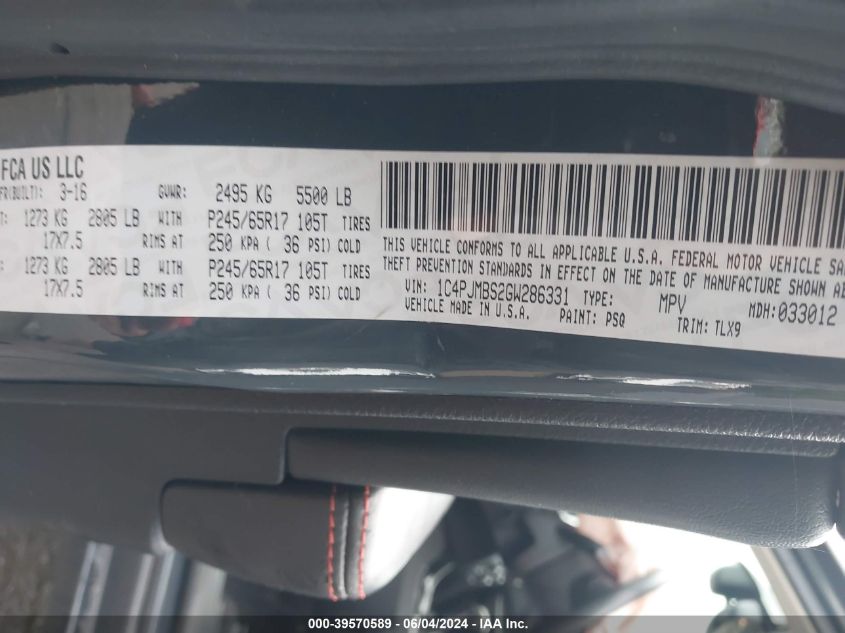 FCA US LLC
FR(BUILT): 3-16 GVWR: 2495 KG 5500 LB
T: 1273 KG 2805 LB WITH P245/65R17 105T TIRES
17X7.5 RIMS AT 250 KPA ( 36 PSI) COLD
: 1273 KG 2805 LB WITH P245/65R17 105T TIRES
17X7.5 RIMS AT 250 KPA ( 36 PSI) COLD
THIS VEHICLE CONFORMS TO ALL APPLICABLE U.S.A. FEDERAL MOTOR VEHICLE SA
THEFT PREVENTION STANDARDS IN EFFECT ON THE DATE OF MANUFACTURE SHOWN AB
VIN: 1C4PJMBS2GW286331 TYPE: MPV MDH:033012
VEHICLE MADE IN U.S.A. PAINT: PSQ TRIM: TLX9
000-39570589 - 06/04/2024 - IAA Inc.